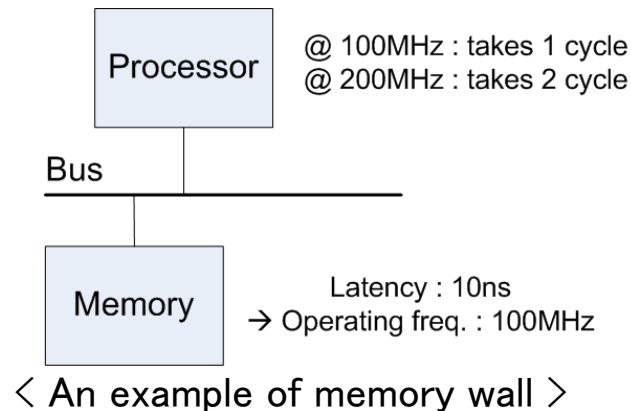 Processor
@ 100MHz : takes 1 cycle
@ 200MHz : takes 2 cycle
Bus
Memory
Latency : 10ns
→ Operating freq. : 100MHz
< An example of memory wall >